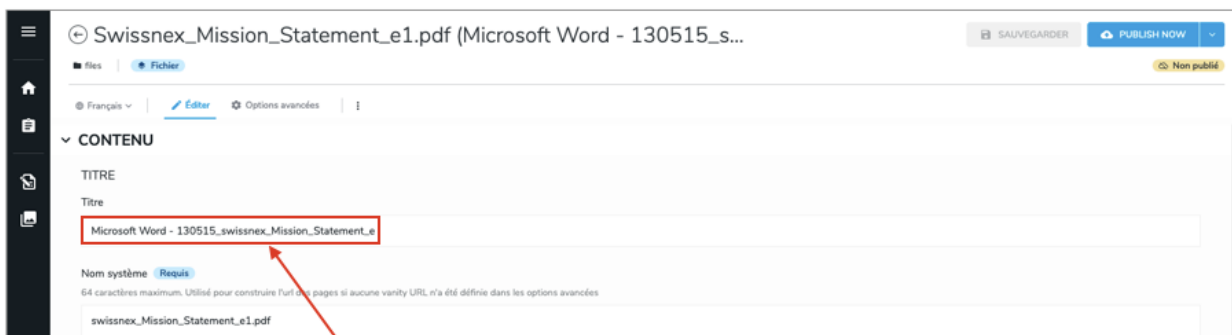 Swissnex_Mission_Statement_e1.pdf (Microsoft Word - 130515_s...
SAUVEGARDER
PUBLISH NOW
files
Fichier
Non publié
Français
Éditer
Options avancées
CONTENU
TITRE
Titre
Microsoft Word - 130515_swissnex_Mission_Statement_e
Nom système Requis
64 caractères maximum. Utilisé pour construire l'url des pages si aucune vanity URL n'a été définie dans les options avancées
swissnex_Mission_Statement_e1.pdf